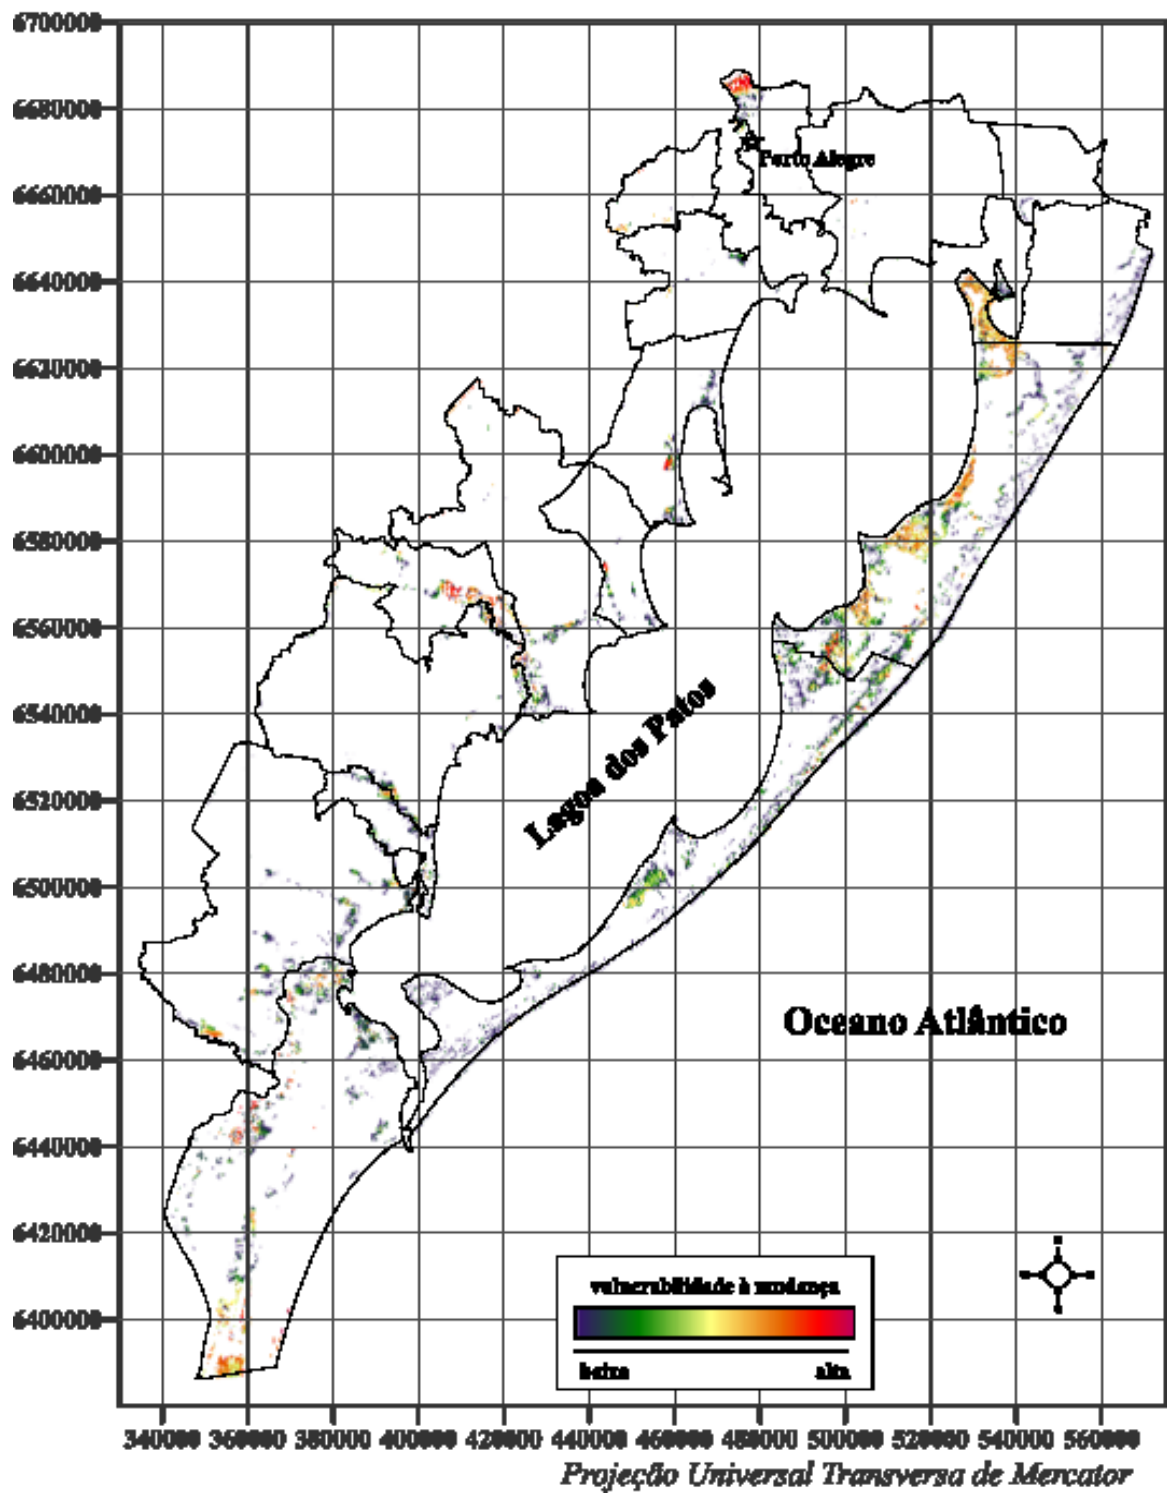 6700000
6680000
Porto Alegre
6660000
6640000
6620000
6600000
6580000
6560000
6540000
Lagoa dos Patos
6520000
6500000
6480000
Oceano Atlântico
6460000
6440000
6420000
6400000
vulnerabilidade à mudança
baixa alta
340000 360000 380000 400000 420000 440000 460000 480000 500000 520000 540000 560000
Projeção Universal Transversa de Mercator